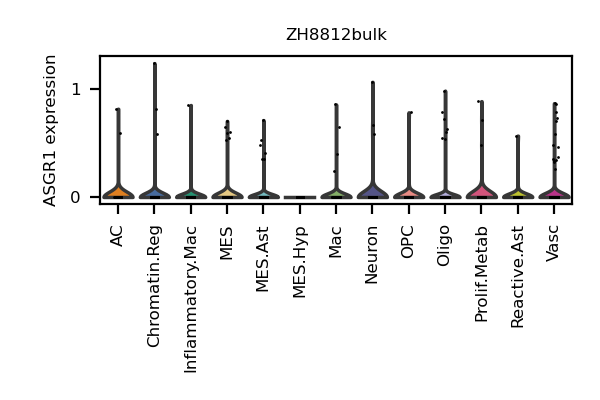 ZH8812bulk
ASGR1 expression
1
0
AC
Chromatin.Reg
Inflammatory.Mac
MES
MES.Ast
MES.Hyp
Mac
Neuron
OPC
Oligo
Prolif.Metab
Reactive.Ast
Vasc